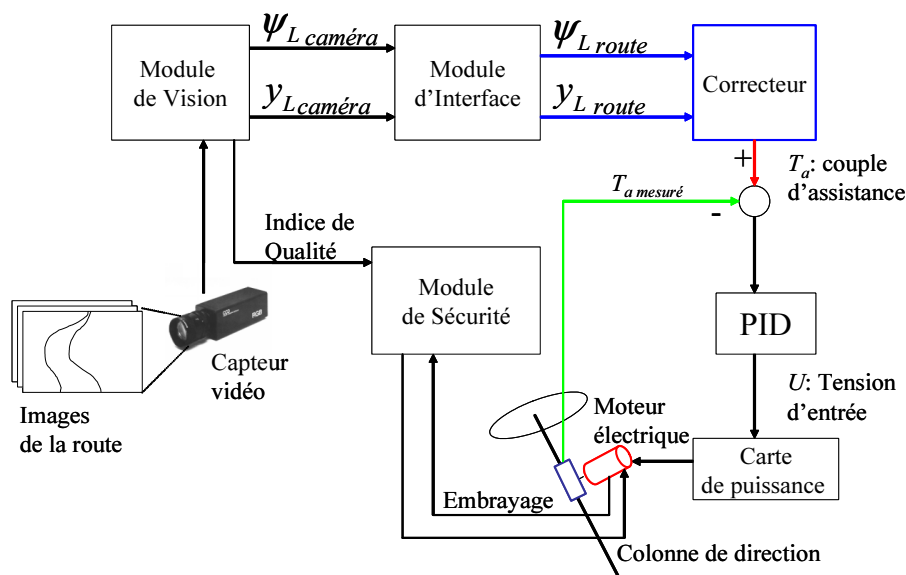 ψL caméra
yL caméra
Module
de Vision
Module
d'Interface
ψL route
yL route
Correcteur
+
Ta: couple
d'assistance
Ta mesuré
-
Indice de
Qualité
Module
de Sécurité
PID
RGB
Capteur
vidéo
Images
de la route
U: Tension
d'entrée
Moteur
électrique
Carte
de puissance
Embrayage
Colonne de direction